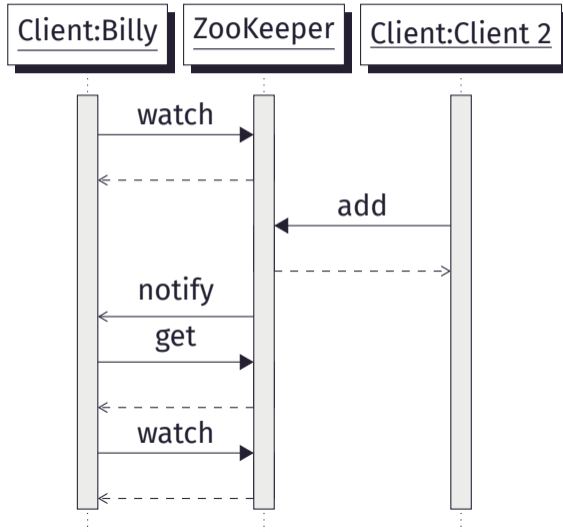 Client:Billy
ZooKeeper
Client:Client 2
watch
add
notify
get
watch